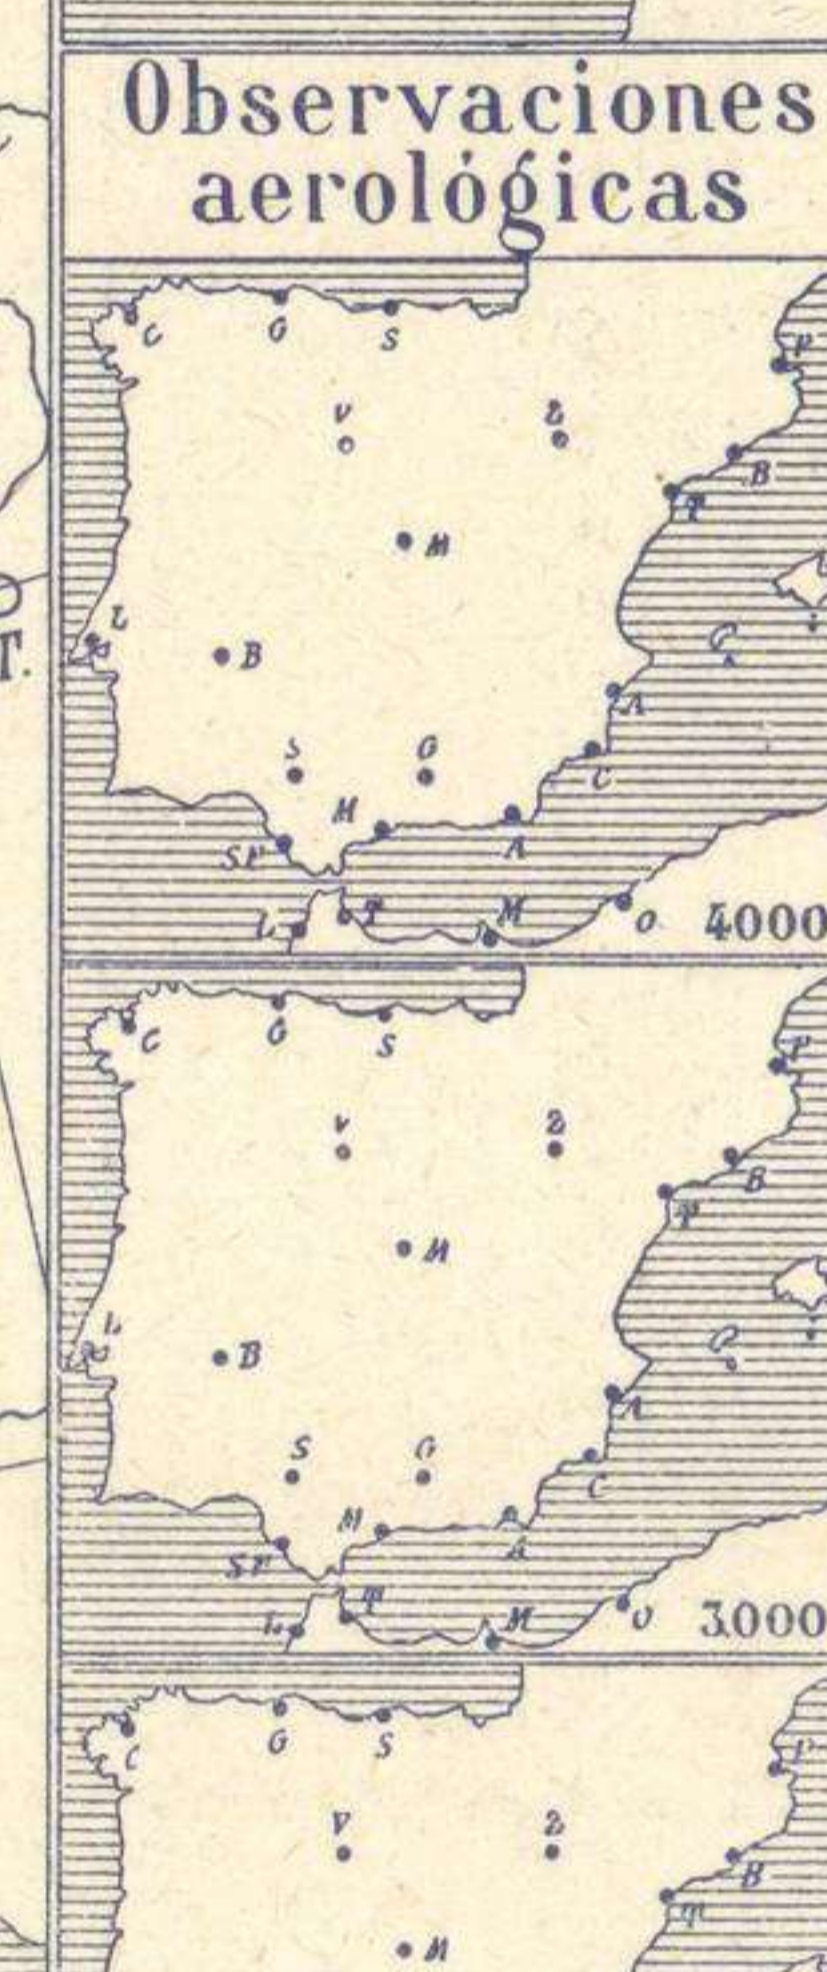 Observaciones
aerológicas
C G S P
V Z
B
T
M
L
B
C
A
S G
C
M
A
SF
L T M O 4000
C G S P
V Z
B
T
M
L
B
C
A
S G
C
M
A
SF
T
L M O 3000
C G S P
V Z
B
T
M
T.